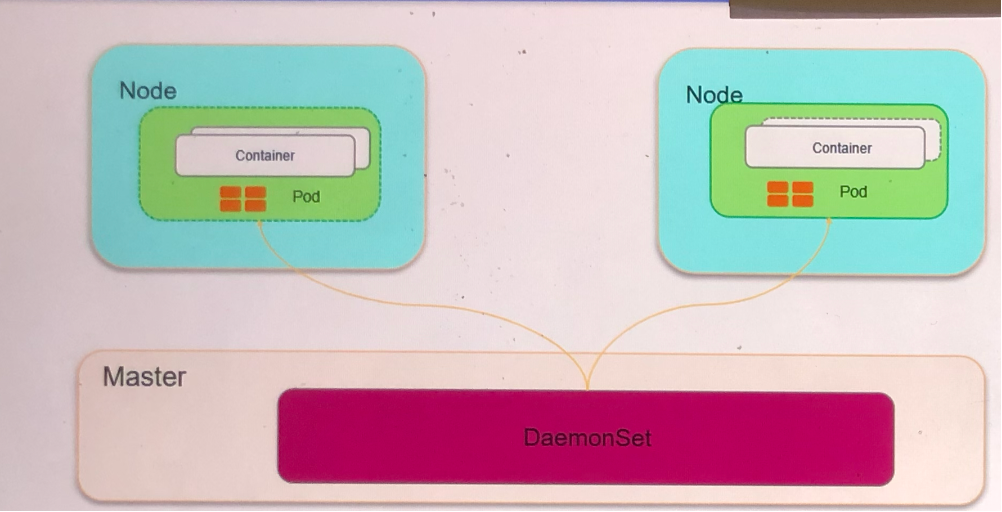 Node
Container
Pod
Node
Container
Pod
Master
DaemonSet